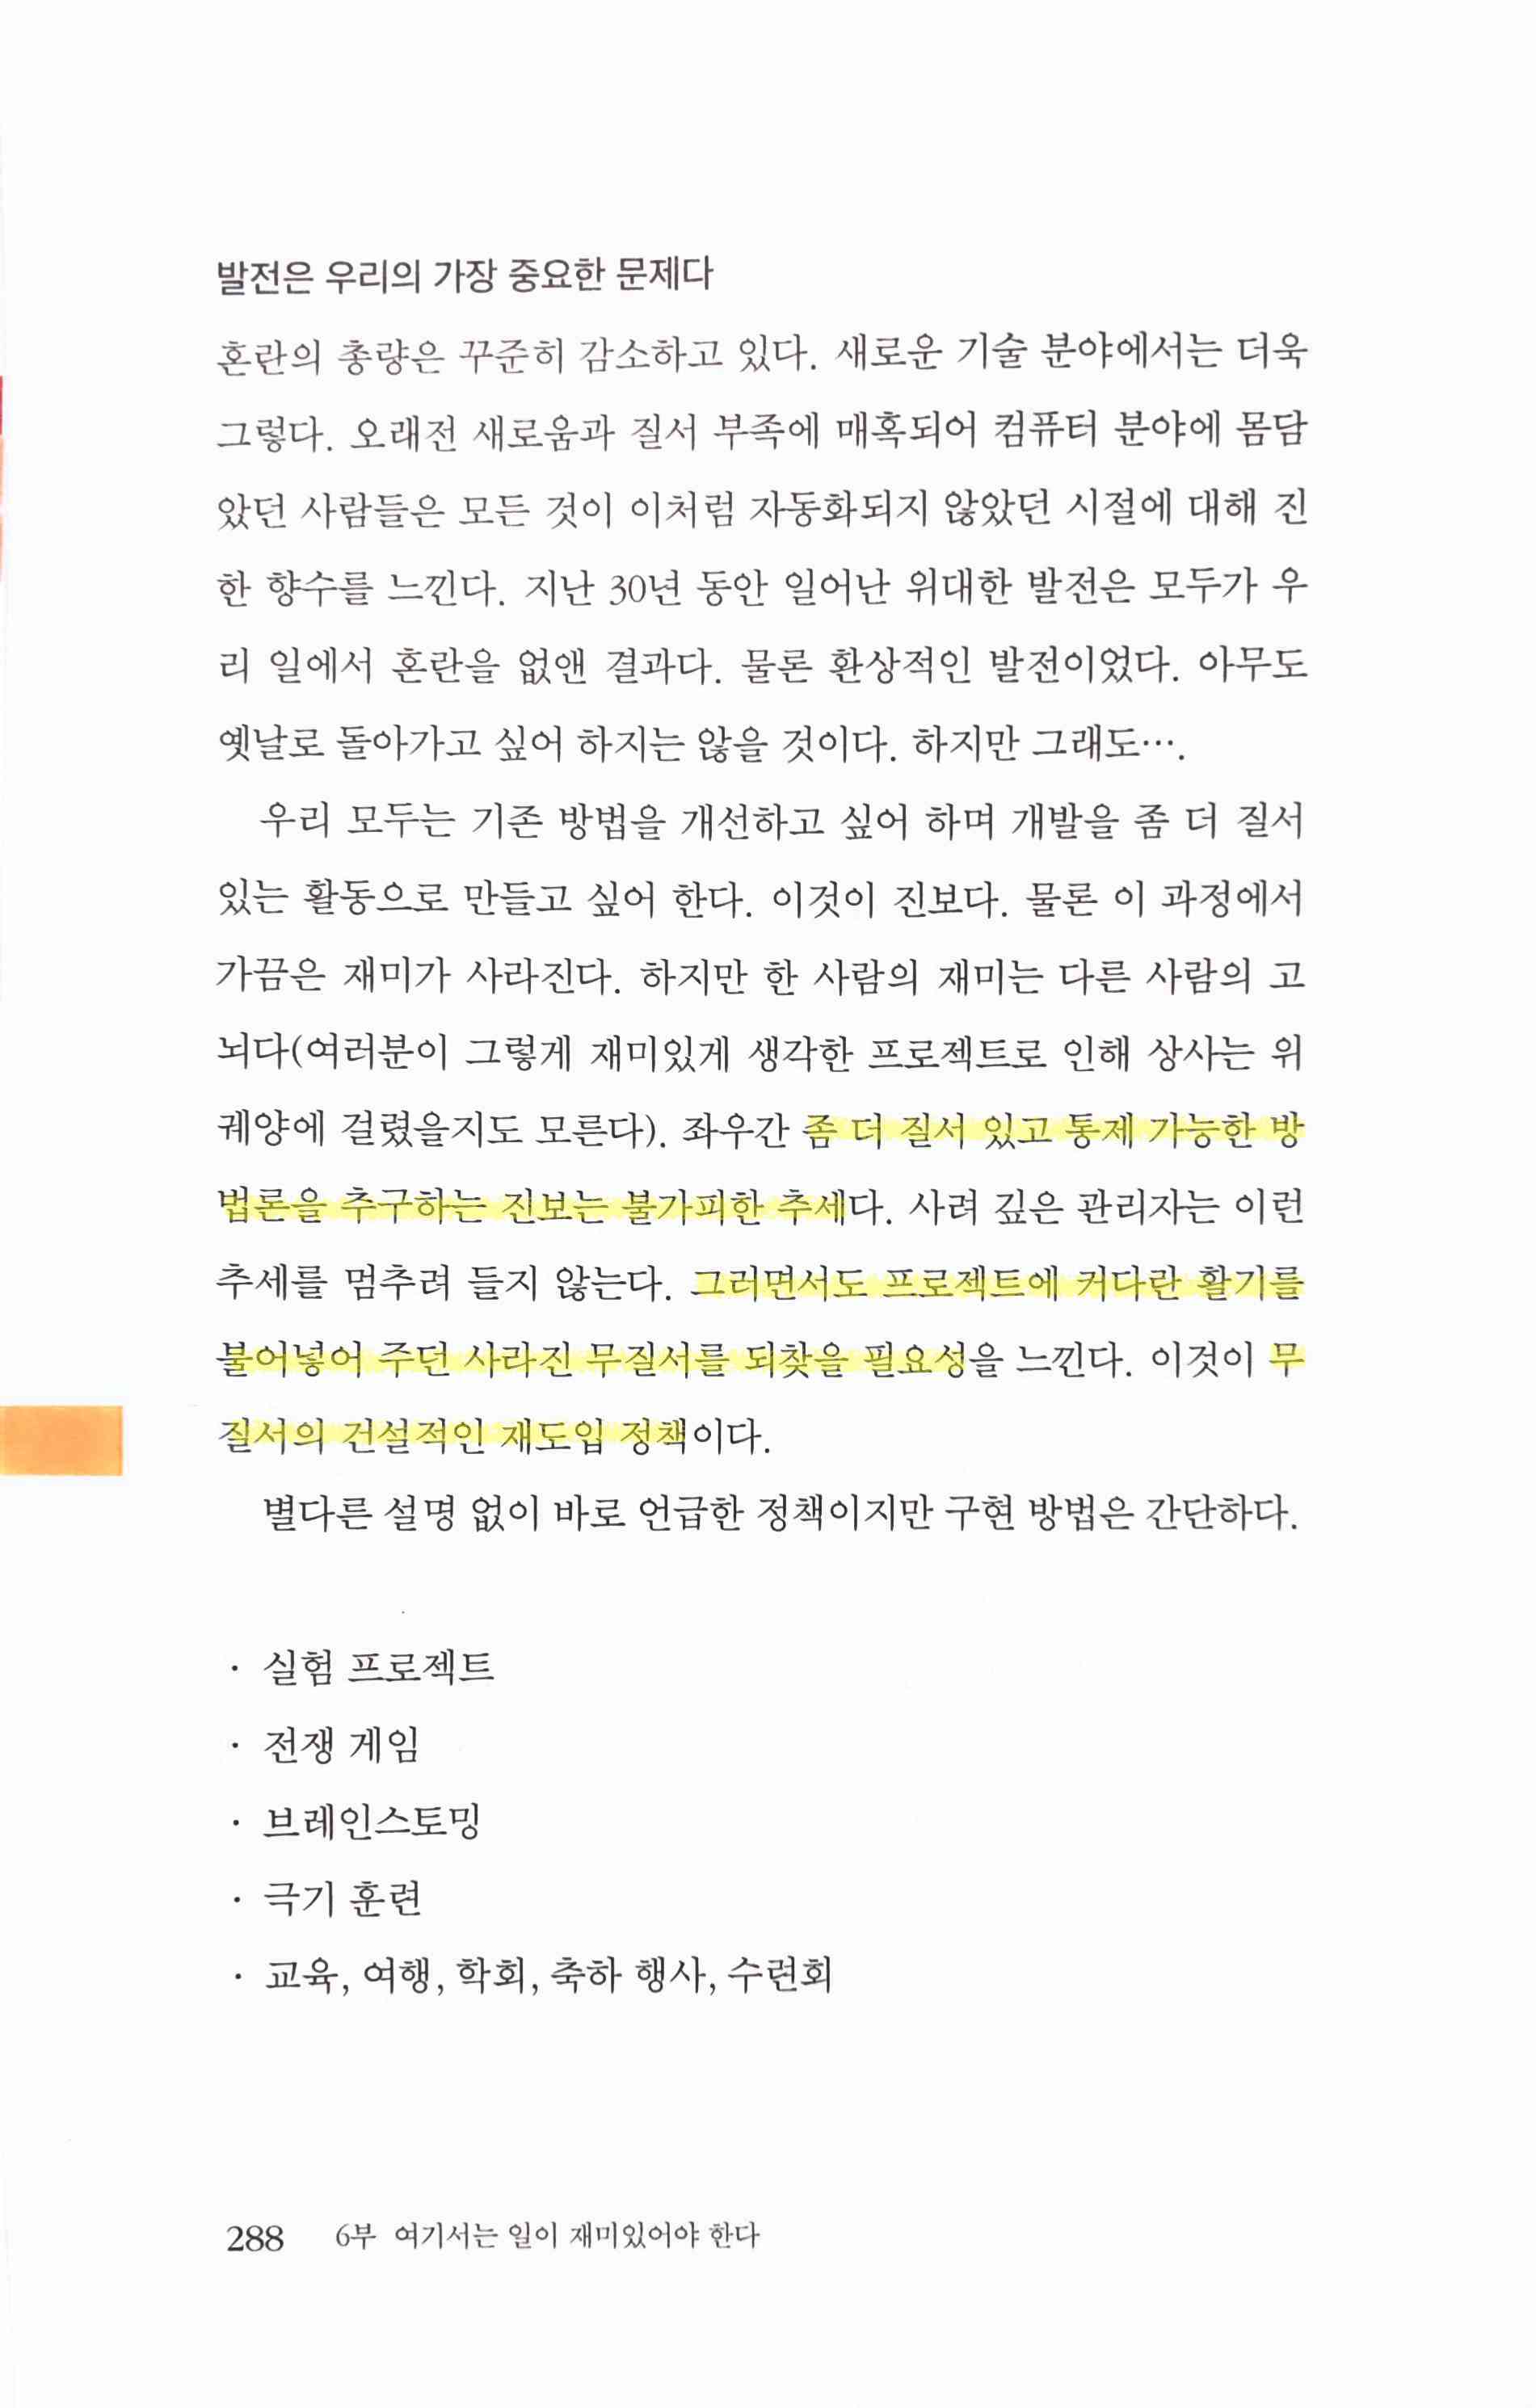 발전은 우리의 가장 중요한 문제다
혼란의 총량은 꾸준히 감소하고 있다. 새로운 기술 분야에서는 더욱
그렇다. 오래전 새로움과 질서 부족에 매혹되어 컴퓨터 분야에 몸담
았던 사람들은 모든 것이 이처럼 자동화되지 않았던 시절에 대해 진
한 향수를 느낀다. 지난 30년 동안 일어난 위대한 발전은 모두가 우
리 일에서 혼란을 없앤 결과다. 물론 환상적인 발전이었다. 아무도
옛날로 돌아가고 싶어 하지는 않을 것이다. 하지만 그래도….
우리 모두는 기존 방법을 개선하고 싶어 하며 개발을 좀 더 질서
있는 활동으로 만들고 싶어 한다. 이것이 진보다. 물론 이 과정에서
가끔은 재미가 사라진다. 하지만 한 사람의 재미는 다른 사람의 고
뇌다(여러분이 그렇게 재미있게 생각한 프로젝트로 인해 상사는 위
궤양에 걸렸을지도 모른다). 좌우간 좀 더 질서 있고 통제 가능한 방
법론을 추구하는 진보는 불가피한 추세다. 사려 깊은 관리자는 이런
추세를 멈추려 들지 않는다. 그러면서도 프로젝트에 커다란 활기를
불어넣어 주던 사라진 무질서를 되찾을 필요성을 느낀다. 이것이 무
질서의 건설적인 재도입 정책이다.
별다른 설명 없이 바로 언급한 정책이지만 구현 방법은 간단하다.
· 실험 프로젝트
· 전쟁 게임
· 브레인스토밍
· 극기 훈련
· 교육, 여행, 학회, 축하 행사, 수련회
288 6부 여기서는 일이 재미있어야 한다